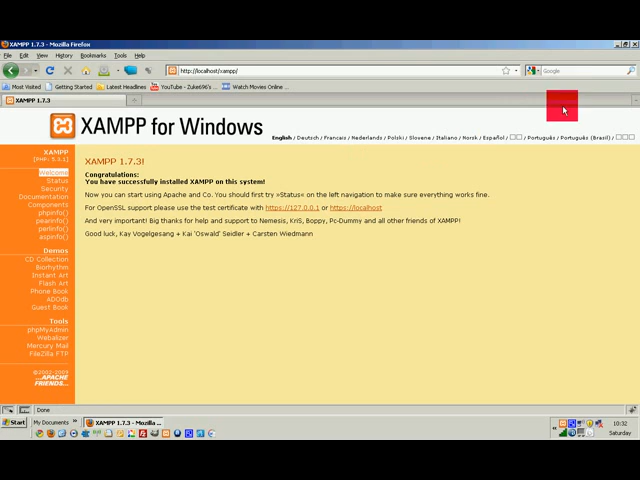 XAMPP 1.7.3 - Mozilla Firefox
File Edit View History Bookmarks Tools Help
http://localhost/xampp/
Google
Most Visited Getting Started Latest Headlines YouTube - Zuke696's ... Watch Movies Online ...
XAMPP 1.7.3
XAMPP for Windows
English / Deutsch / Francais / Nederlands / Polski / Slovene / Italiano / Norsk / Español / / Português / Português (Brasil) /
XAMPP
[PHP: 5.3.1]
Welcome
Status
Security
Documentation
Components
phpinfo()
pearinfo()
perlinfo()
aspinfo()
Demos
CD Collection
Biorhythm
Instant Art
Flash Art
Phone Book
ADOdb
Guest Book
Tools
phpMyAdmin
Webalizer
Mercury Mail
FileZilla FTP
©2002-2009
...APACHE
FRIENDS...
XAMPP 1.7.3!
Congratulations:
You have successfully installed XAMPP on this system!
Now you can start using Apache and Co. You should first try »Status« on the left navigation to make sure everything works fine.
For OpenSSL support please use the test certificate with https://127.0.0.1 or https://localhost
And very important! Big thanks for help and support to Nemesis, KriS, Boppy, Pc-Dummy and all other friends of XAMPP!
Good luck, Kay Vogelgesang + Kai 'Oswald' Seidler + Carsten Wiedmann
Done
Start My Documents XAMPP 1.7.3 - Mozilla ...
10:32
Saturday